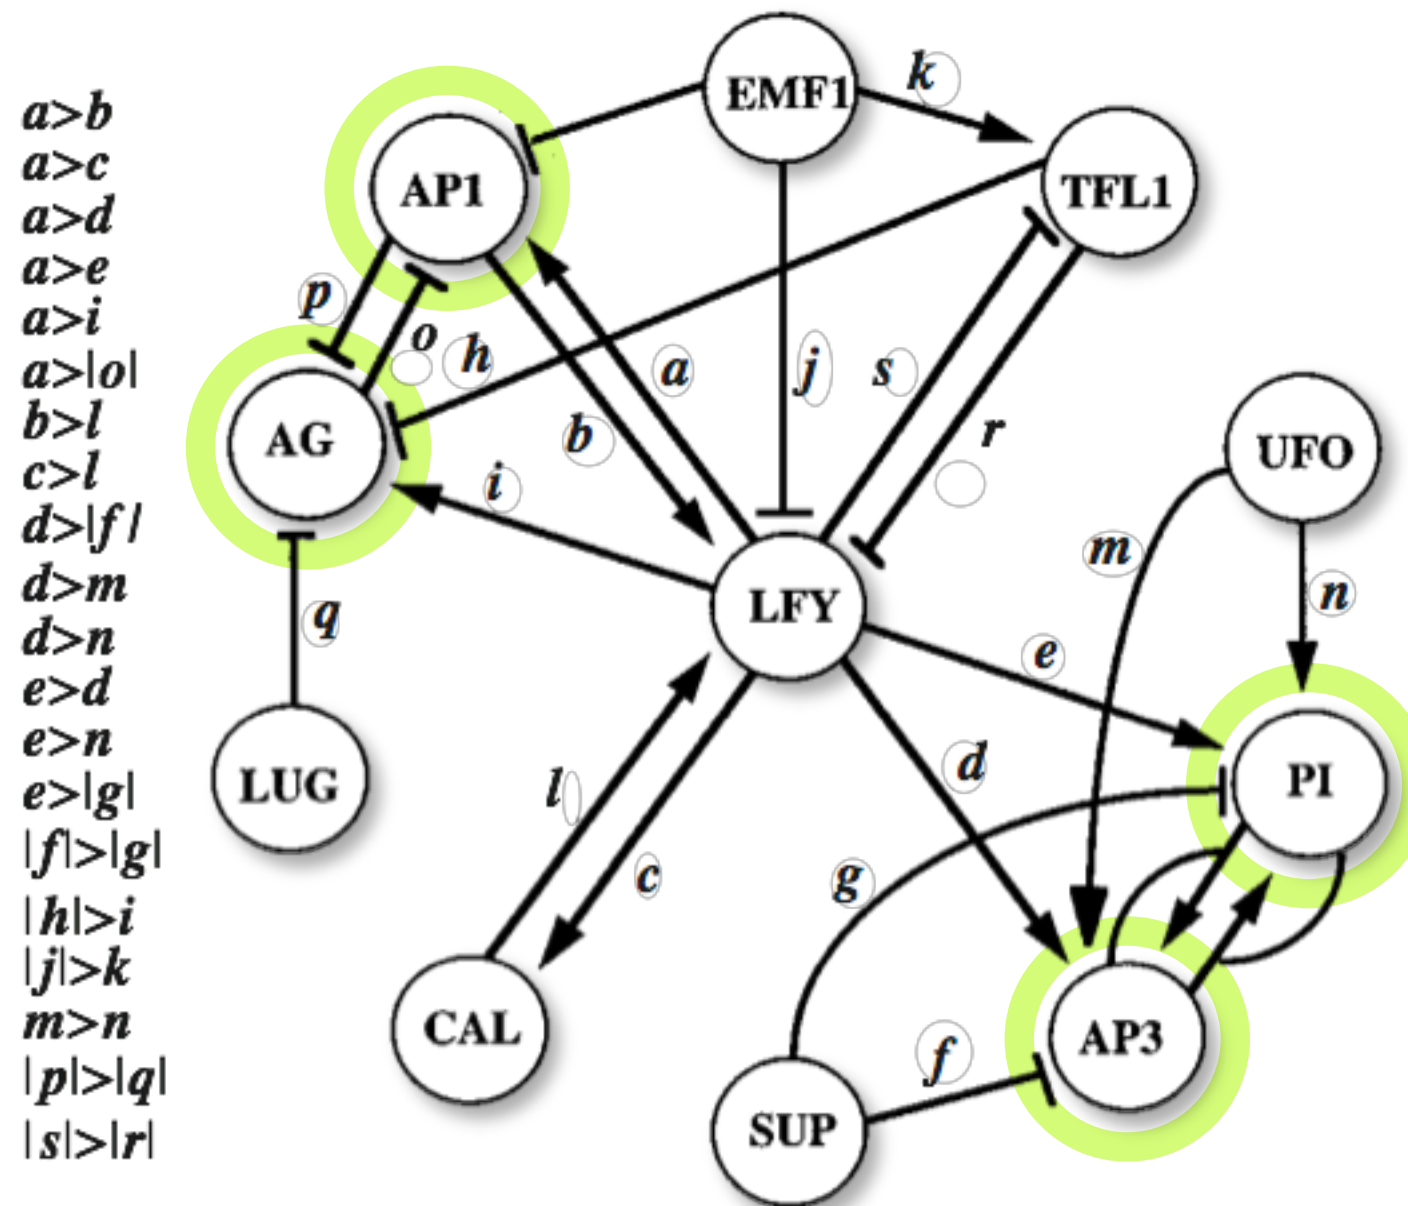 a>b
a>c
a>d
a>e
a>i
a>|o|
b>l
c>l
d>|f|
d>m
d>n
e>d
e>n
e>|g|
|f|>|g|
|h|>i
|j|>k
m>n
|p|>|q|
|s|>|r|
EMF1
k
AP1
TFL1
p
o
h
a
j
s
b
r
AG
UFO
i
m
n
q
LFY
e
d
PI
LUG
l
c
g
CAL
f
AP3
SUP